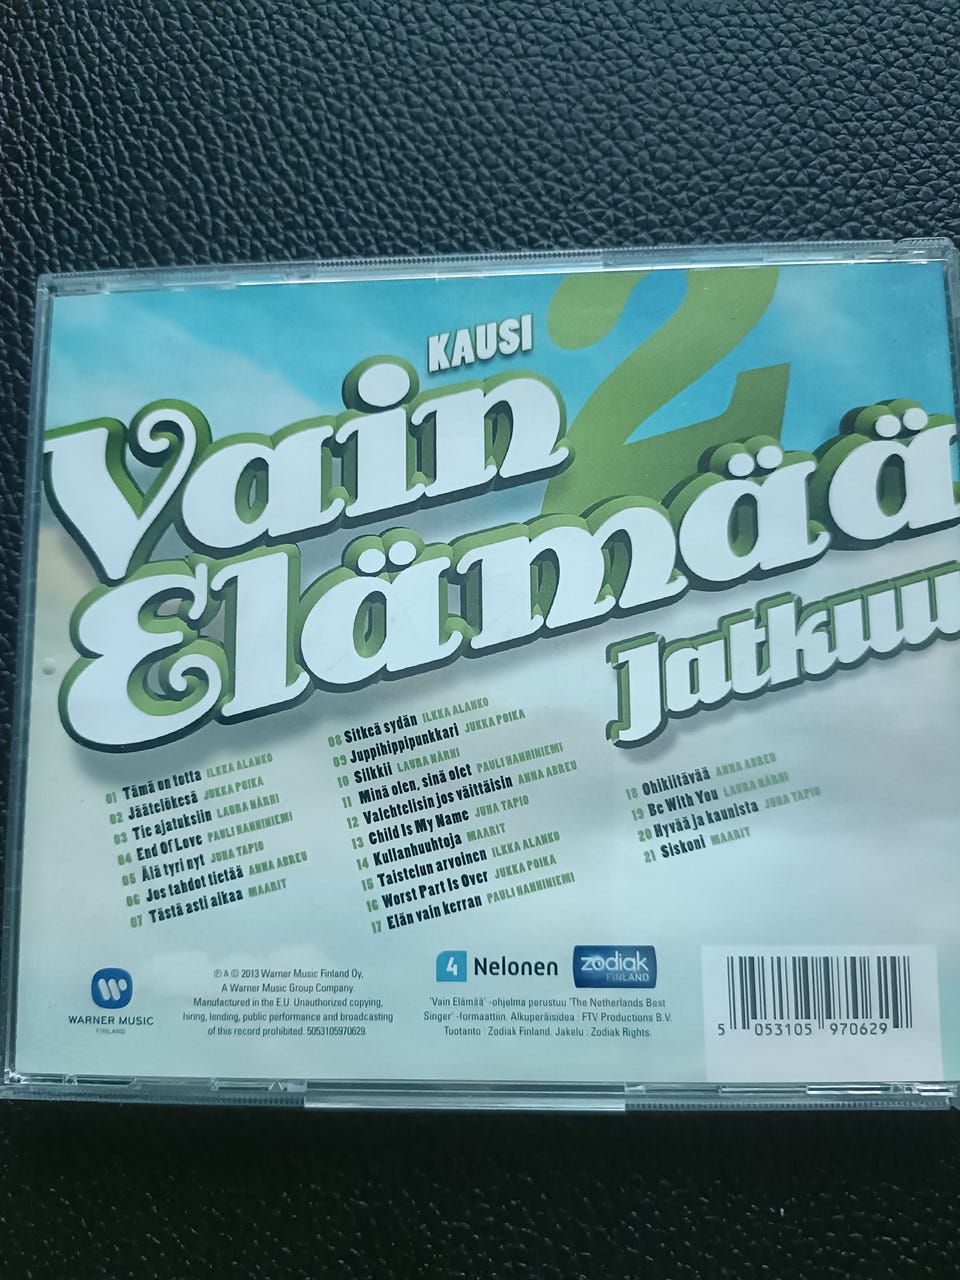 KAUSI 2
Vain
Elämää
Jatkuu
01 Tämä on totta ILKKA ALANKO
02 Jäätelökesä JUKKA POIKA
03 Tie ajatuksiin LAURA NÄRHI
04 End Of Love PAULI HANHINIEMI
05 Älä tyri nyt JUHA TAPIO
06 Jos tahdot tietää ANNA ABREU
07 Tästä asti aikaa MAARIT
08 Sitkeä sydän ILKKA ALANKO
09 Juppihippipunkkari JUKKA POIKA
10 Silkkii LAURA NÄRHI
11 Minä olen, sinä olet PAULI HANHINIEMI
12 Valehtelisin jos väittäisin ANNA ABREU
13 Child Is My Name JUHA TAPIO
14 Kullanhuuhtoja MAARIT
15 Taistelun arvoinen ILKKA ALANKO
16 Worst Part Is Over JUKKA POIKA
17 Elän vain kerran PAULI HANHINIEMI
18 Ohikiitävää ANNA ABREU
19 Be With You LAURA NÄRHI
20 Hyvää ja kaunista JUHA TAPIO
21 Siskoni MAARIT
WARNER MUSIC
FINLAND
℗ & © 2013 Warner Music Finland Oy,
A Warner Music Group Company.
Manufactured in the E.U. Unauthorized copying,
hiring, lending, public performance and broadcasting
of this record prohibited. 5053105970629.
4 Nelonen
zodiak
FINLAND
'Vain Elämää' -ohjelma perustuu 'The Netherlands Best
Singer' -formaattiin. Alkuperäisidea : FTV Productions B.V.
Tuotanto : Zodiak Finland. Jakelu : Zodiak Rights.
5 053105 970629